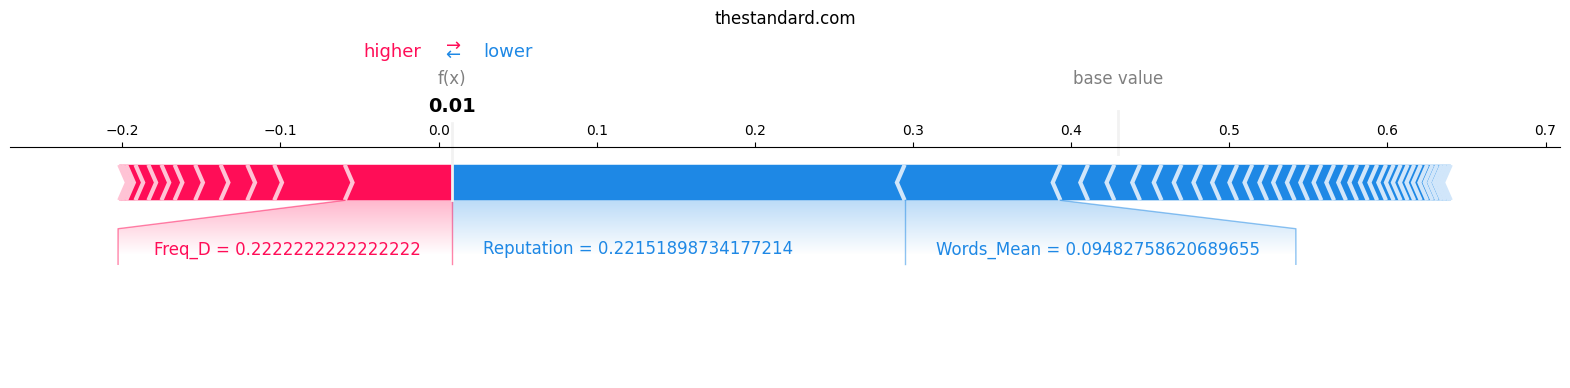 thestandard.com
higher → lower
←
f(x) base value
0.01
−0.2 −0.1 0.0 0.1 0.2 0.3 0.4 0.5 0.6 0.7
Freq_D = 0.2222222222222222 Reputation = 0.22151898734177214 Words_Mean = 0.09482758620689655